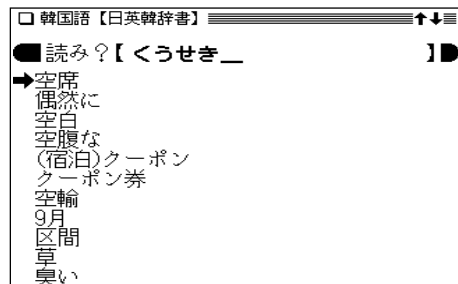 韓国語【日英韓辞書】
読み？【くうせき_ 】
空席
偶然に
空白
空腹な
(宿泊)クーポン
クーポン券
空輸
9月
区間
草
臭い